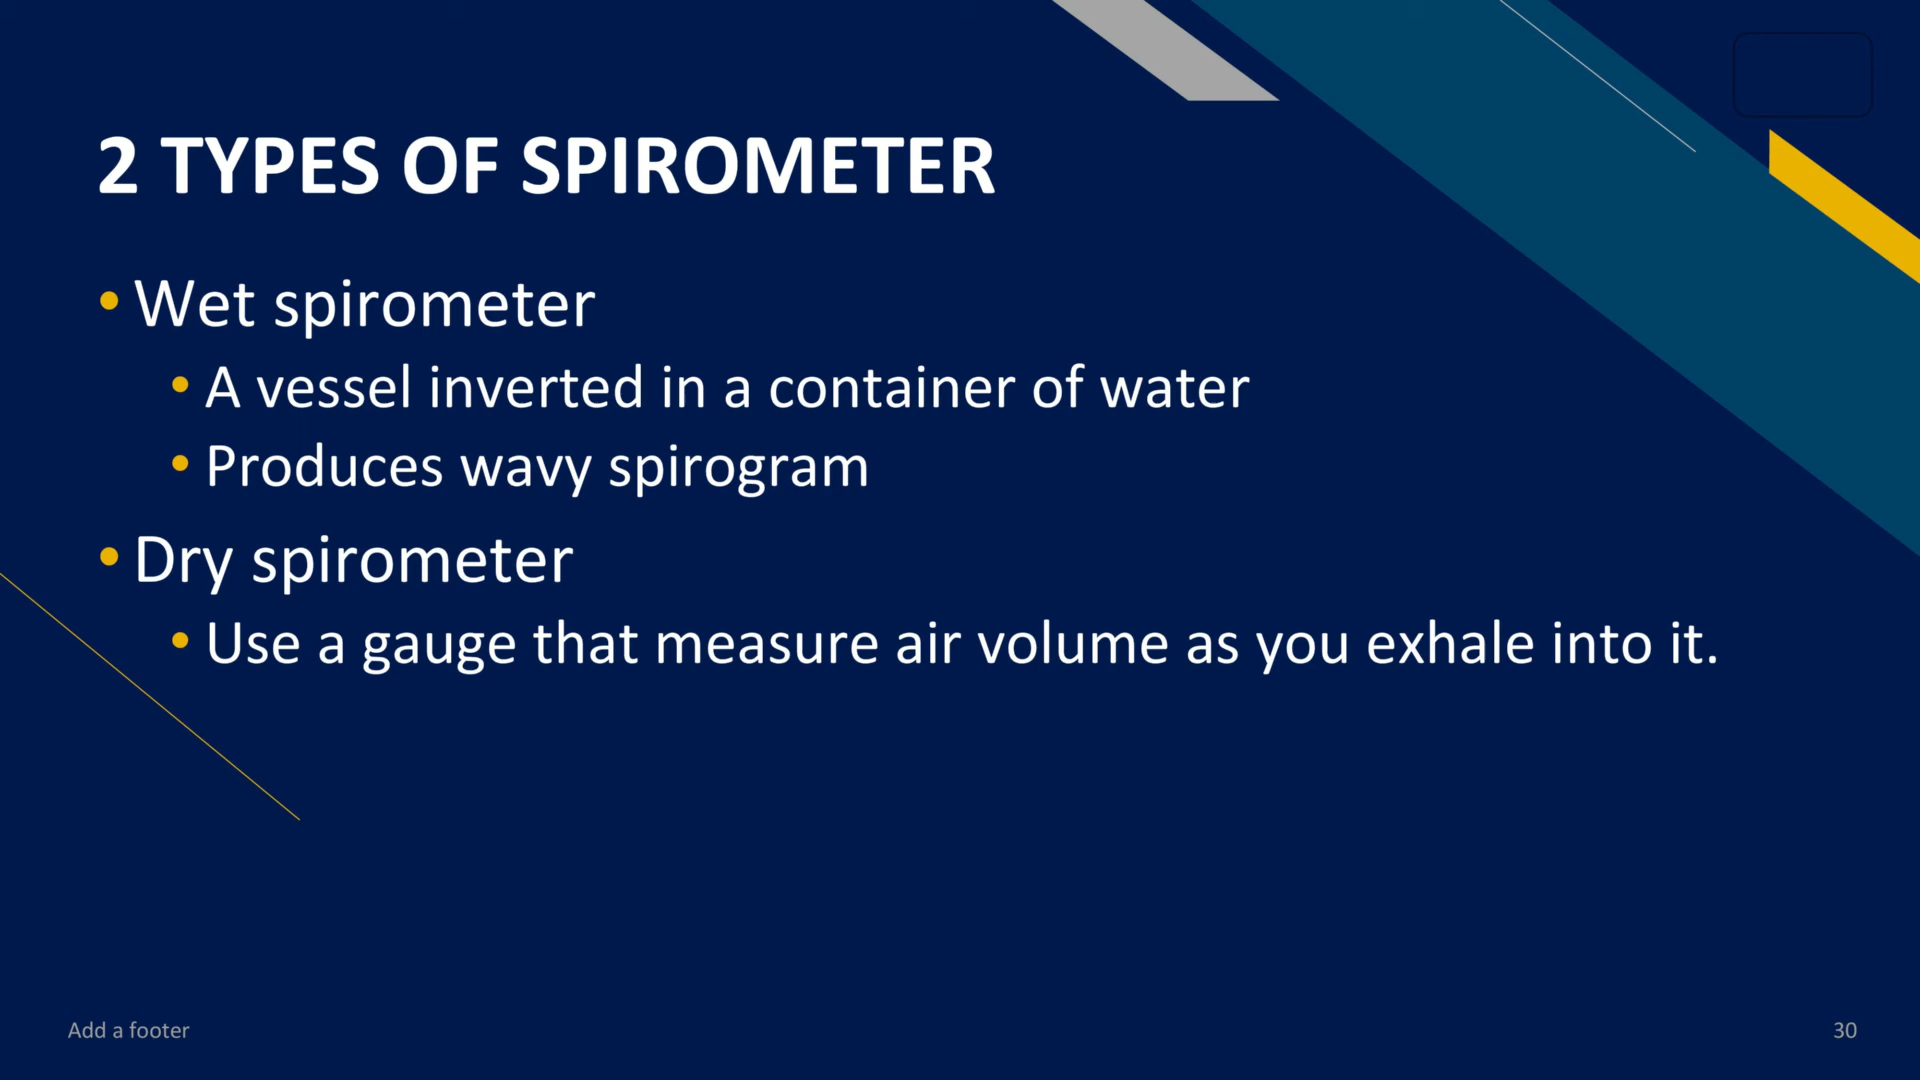 2 TYPES OF SPIROMETER
• Wet spirometer
• A vessel inverted in a container of water
• Produces wavy spirogram
• Dry spirometer
• Use a gauge that measure air volume as you exhale into it.
Add a footer
30